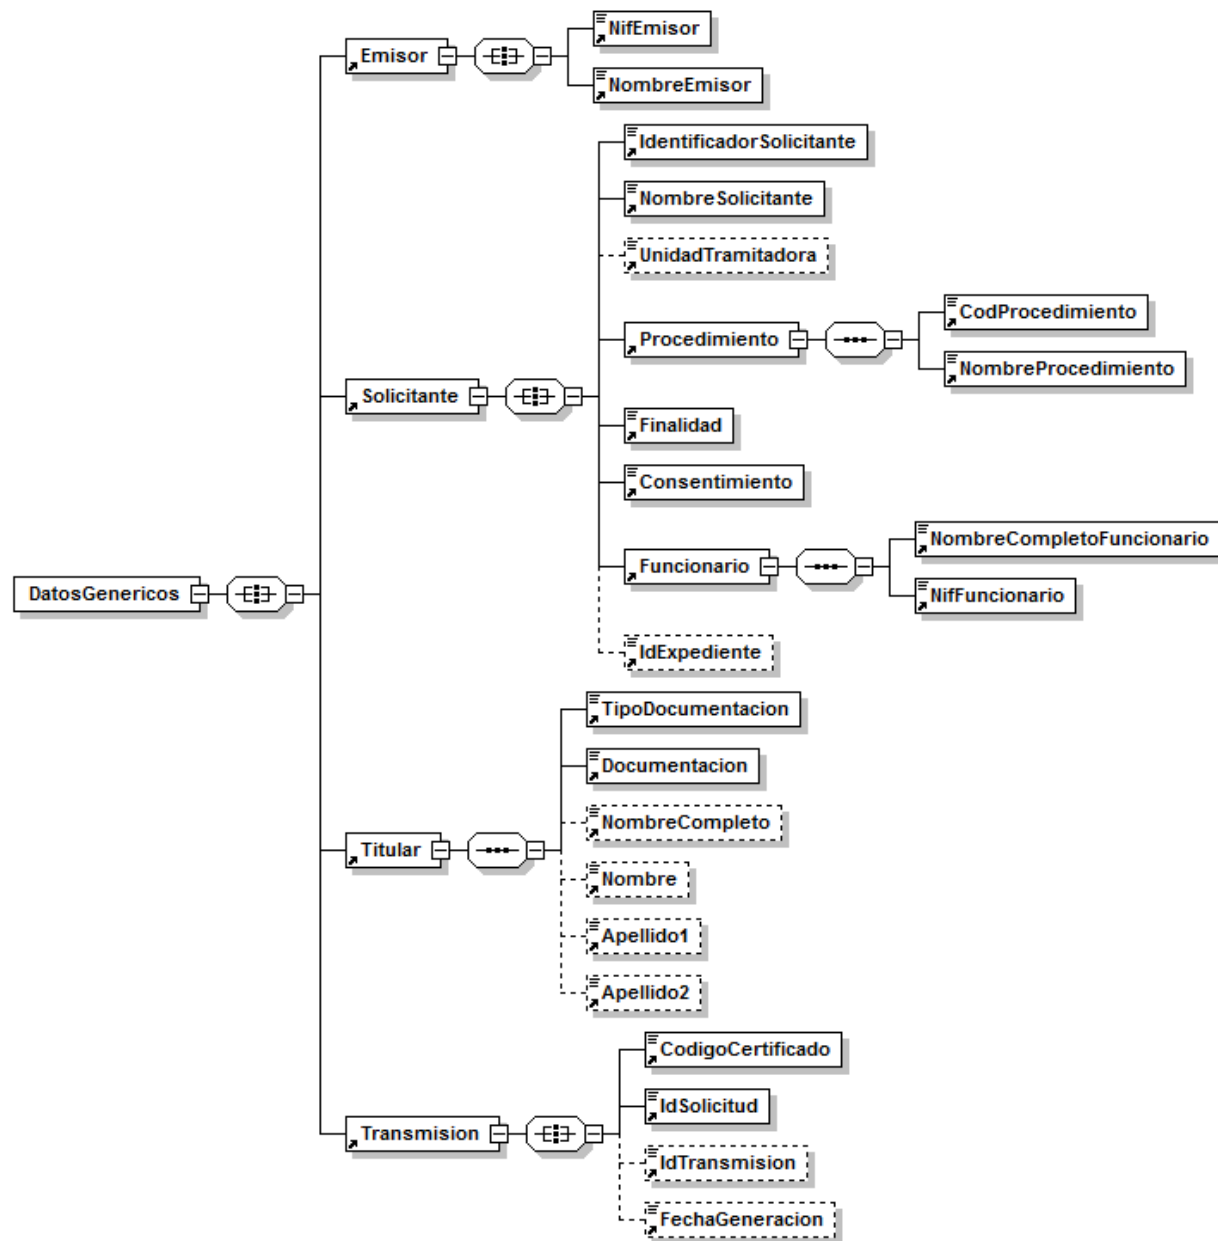 NifEmisor
Emisor
NombreEmisor
IdentificadorSolicitante
NombreSolicitante
UnidadTramitadora
CodProcedimiento
Procedimiento
NombreProcedimiento
Solicitante
Finalidad
Consentimiento
NombreCompletoFuncionario
Funcionario
DatosGenericos
NifFuncionario
IdExpediente
TipoDocumentacion
Documentacion
NombreCompleto
Titular
Nombre
Apellido1
Apellido2
CodigoCertificado
IdSolicitud
Transmision
IdTransmision
FechaGeneracion